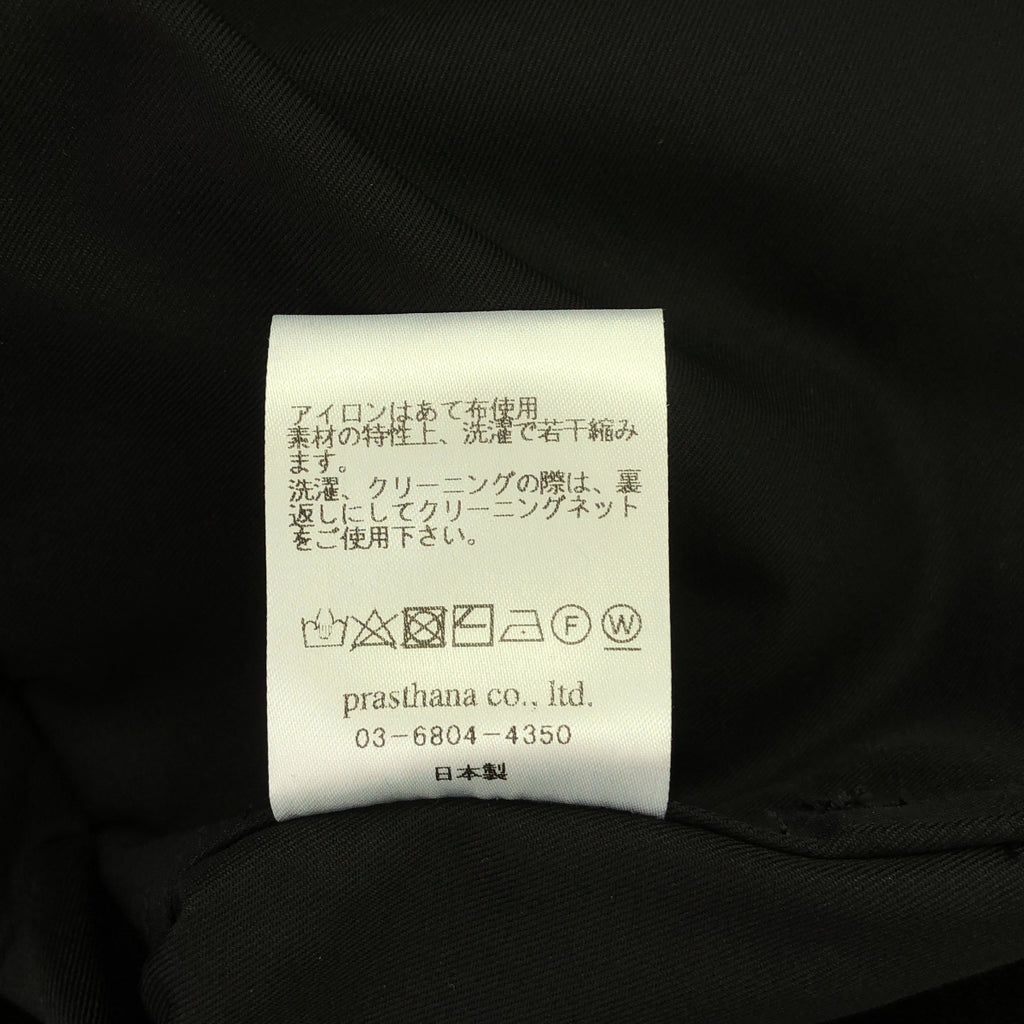 アイロンはあて布使用
素材の特性上、洗濯で若干縮み
ます。
洗濯、クリーニングの際は、裏
返しにしてクリーニングネット
をご使用下さい。
F W
prasthana co., ltd.
03-6804-4350
日本製